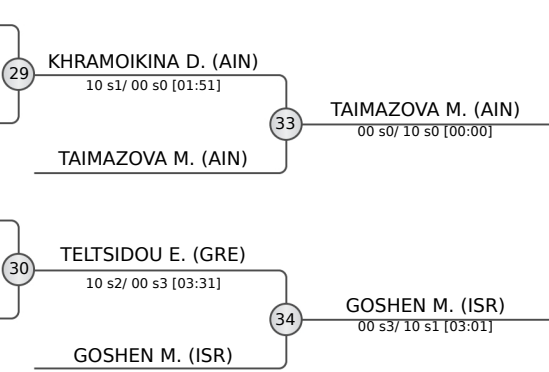 KHRAMOIKINA D. (AIN)
29
10 s1/ 00 s0 [01:51]
TAIMAZOVA M. (AIN)
33
00 s0/ 10 s0 [00:00]
TAIMAZOVA M. (AIN)
TELTSIDOU E. (GRE)
30
10 s2/ 00 s3 [03:31]
GOSHEN M. (ISR)
34
00 s3/ 10 s1 [03:01]
GOSHEN M. (ISR)